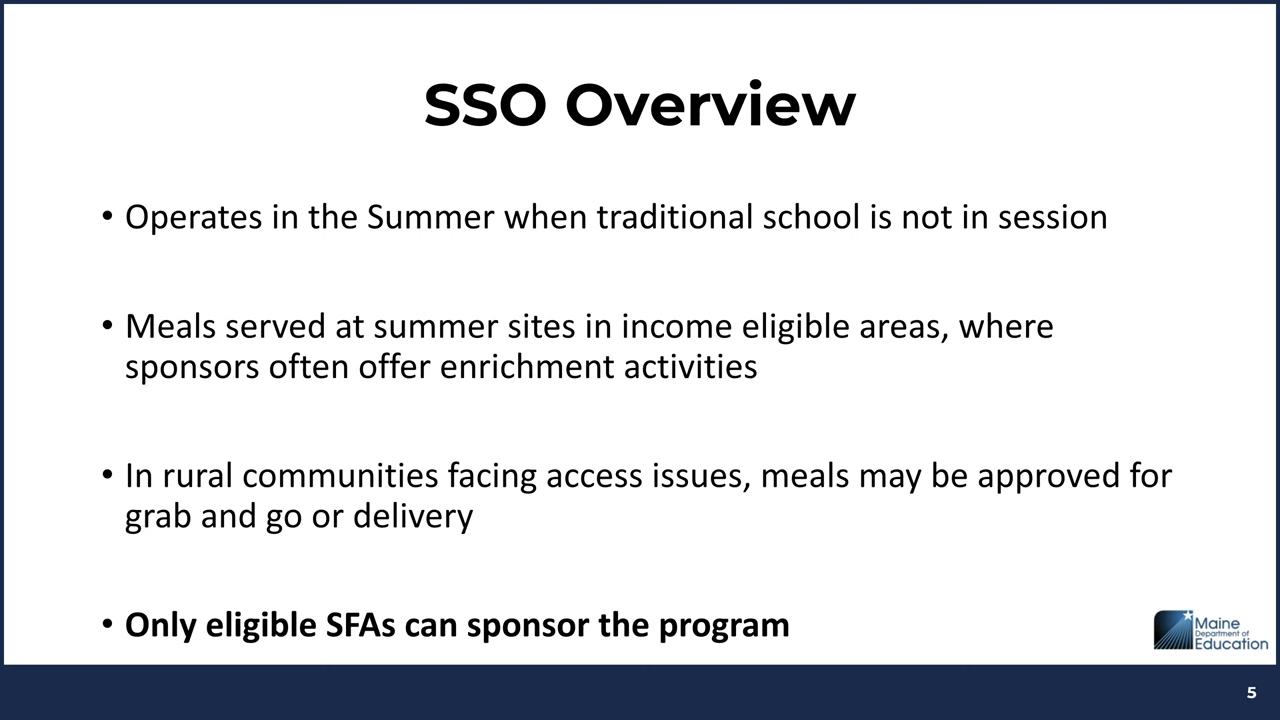 SSO Overview
• Operates in the Summer when traditional school is not in session
• Meals served at summer sites in income eligible areas, where
sponsors often offer enrichment activities
• In rural communities facing access issues, meals may be approved for
grab and go or delivery
• Only eligible SFAs can sponsor the program
Maine
Department of
Education
5